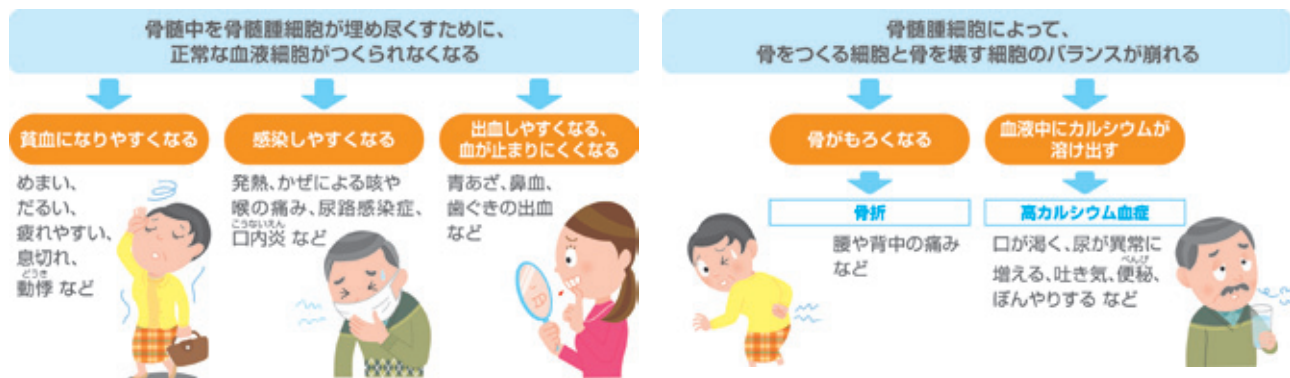 骨髄中を骨髄腫細胞が埋め尽くすために、
正常な血液細胞がつくられなくなる
貧血になりやすくなる
めまい、
だるい、
疲れやすい、
息切れ、
どうき
動悸 など
感染しやすくなる
発熱、かぜによる咳や
喉の痛み、尿路感染症、
こうないえん
口内炎 など
出血しやすくなる、
血が止まりにくくなる
青あざ、鼻血、
歯ぐきの出血
など
骨髄腫細胞によって、
骨をつくる細胞と骨を壊す細胞のバランスが崩れる
骨がもろくなる
骨折
腰や背中の痛み
など
血液中にカルシウムが
溶け出す
高カルシウム血症
口が渇く、尿が異常に
べんぴ
増える、吐き気、便秘、
ぼんやりする など